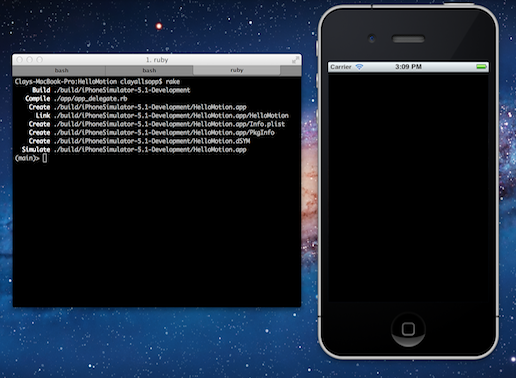 1. ruby
bash
bash
ruby
Clays-MacBook-Pro:HelloMotion clayallsopp$ rake
Build ./build/iPhoneSimulator-5.1-Development
Compile ./app/app_delegate.rb
Create ./build/iPhoneSimulator-5.1-Development/HelloMotion.app
Link ./build/iPhoneSimulator-5.1-Development/HelloMotion.app/HelloMotion
Create ./build/iPhoneSimulator-5.1-Development/HelloMotion.app/Info.plist
Create ./build/iPhoneSimulator-5.1-Development/HelloMotion.app/PkgInfo
Create ./build/iPhoneSimulator-5.1-Development/HelloMotion.dSYM
Simulate ./build/iPhoneSimulator-5.1-Development/HelloMotion.app
(main)>
Carrier 3:09 PM